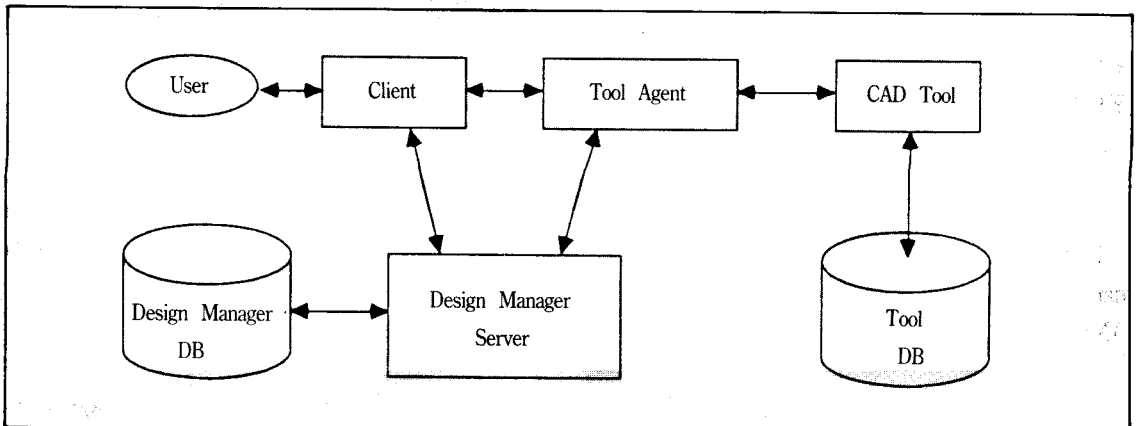 User
Client
Tool Agent
CAD Tool
Design Manager
DB
Design Manager
Server
Tool
DB